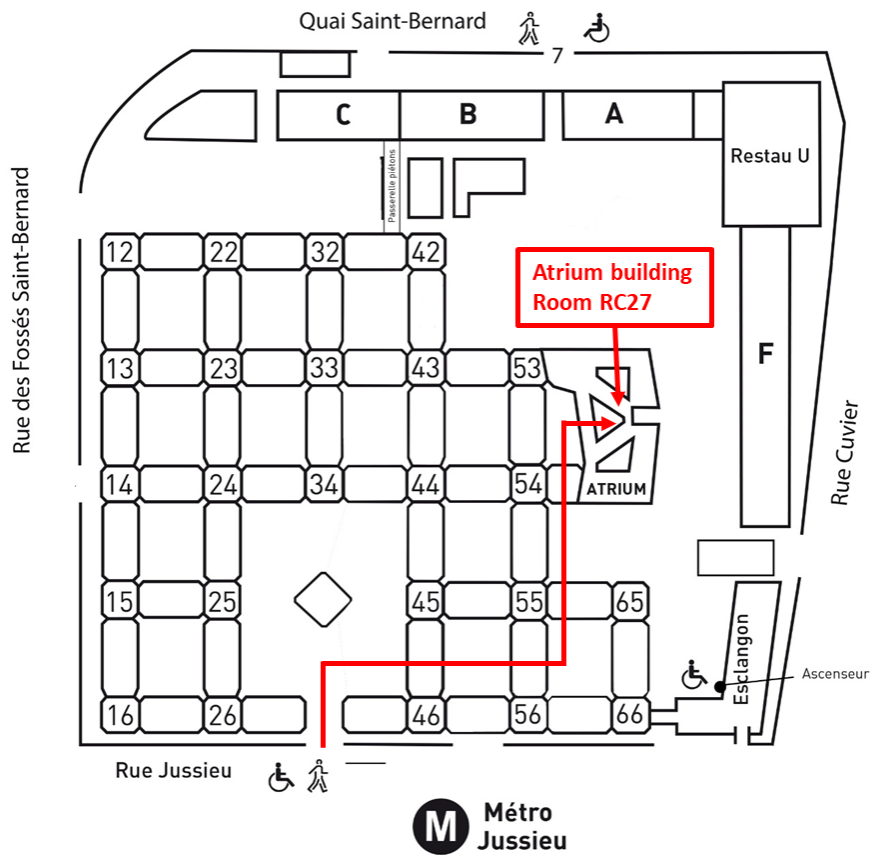 Quai Saint-Bernard
7
C
B
A
Restau U
Passerelle piétons
Rue des Fossés Saint-Bernard
12
22
32
42
Atrium building
Room RC27
F
13
23
33
43
53
14
24
34
44
54
ATRIUM
Rue Cuvier
15
25
45
55
65
Esclangon
Ascenseur
16
26
46
56
66
Rue Jussieu
M
Métro
Jussieu